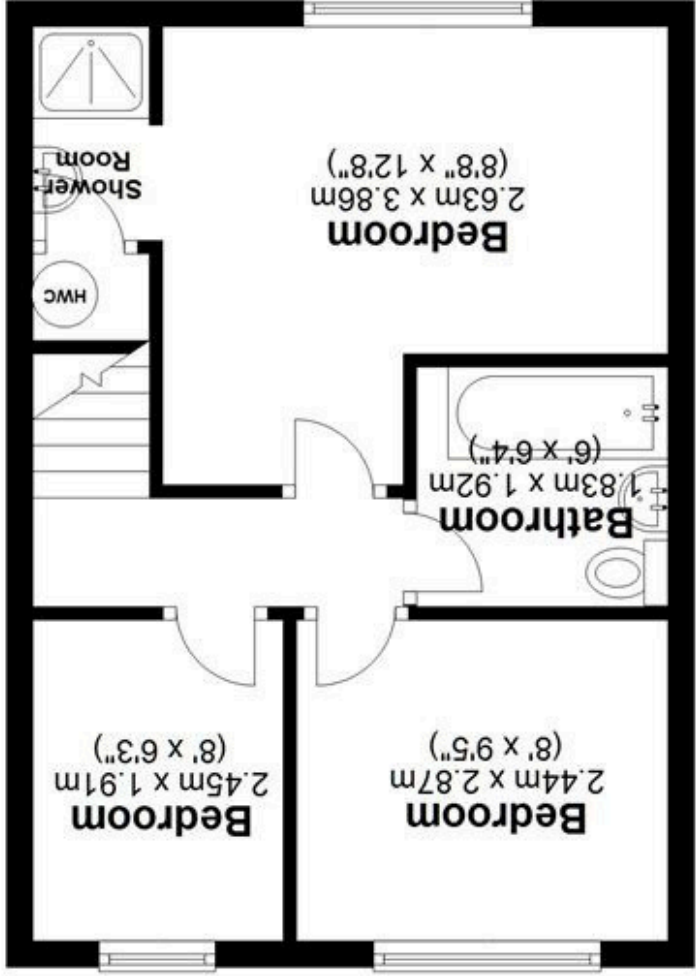 Bedroom
2.44m x 2.87m
(8' x 9'5")
Bedroom
2.45m x 1.91m
(8' x 6'3")
Bathroom
1.83m x 1.92m
(6' x 6'4")
Bedroom
2.63m x 3.86m
(8'8" x 12'8")
HWC
Shower
Room